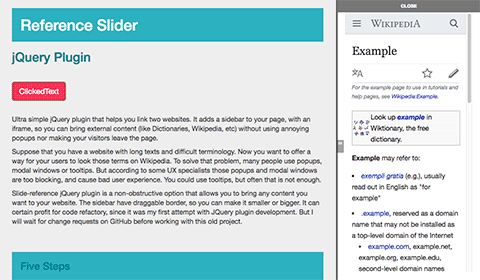 Reference Slider
jQuery Plugin
ClickedText
Ultra simple jQuery plugin that helps you link two websites. It adds a sidebar to your page, with an
iframe, so you can bring external content (like Dictionaries, Wikipedia, etc) without using annoying
popups nor making your visitors leave the page.
Suppose that you have a website with long texts and difficult terminology. Now you want to offer a
way for your users to look those terms on Wikipedia. To solve that problem, many people use popups,
modal windows or tooltips. But according to some UX specialists those popups and modal windows
are too blocking, and cause bad user experience. You could use tooltips, but often that is not enough.
Slide-reference jQuery plugin is a non-obstructive option that allows you to bring any content you
want to your website. The sidebar have draggable border, so you can make it smaller or bigger. It can
certain profit for code refactory, since it was my first attempt with JQuery plugin development. But I
will wait for change requests on GitHub before working with this old project.
Five Steps
CLOSE
WIKIPEDIA
Example
For the example page to use in tutorials and
help pages, see Wikipedia:Example.
Look up example in
Wiktionary, the free
dictionary.
Example may refer to:
• exempli gratia (e.g.), usually
read out in English as "for
example"
• .example, reserved as a domain
name that may not be installed as
a top-level domain of the Internet
• example.com, example.net,
example.org, example.edu,
second-level domain names